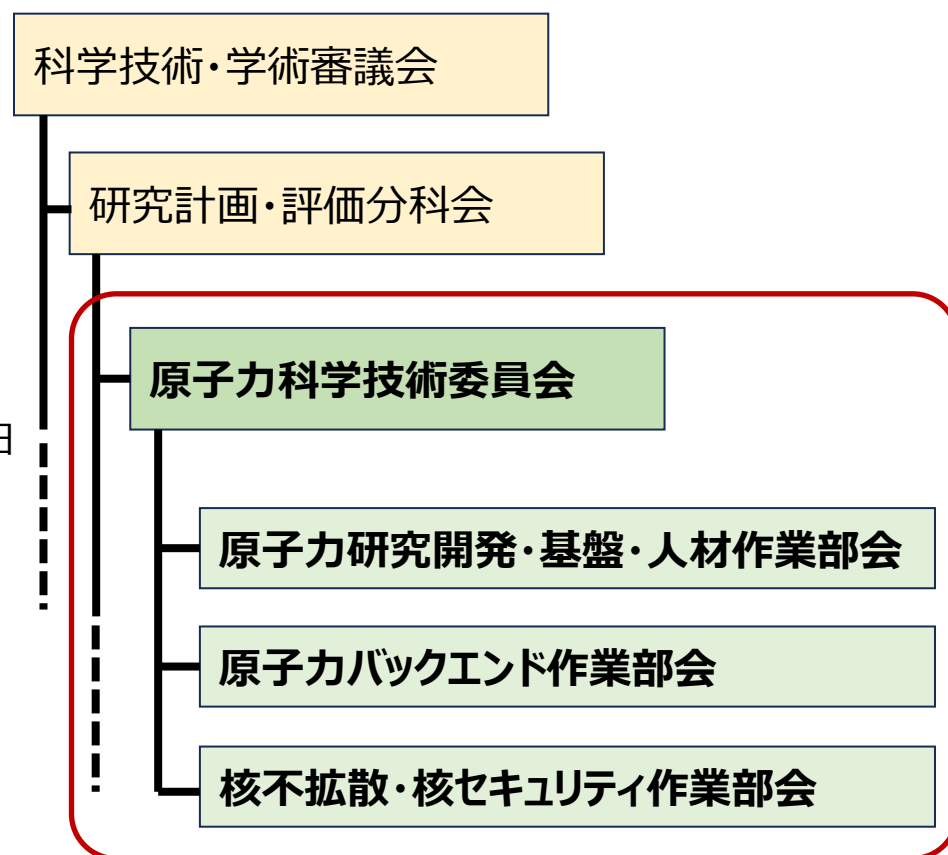 科学技術・学術審議会
研究計画・評価分科会
原子力科学技術委員会
日
原子力研究開発・基盤・人材作業部会
原子力バックエンド作業部会
核不拡散・核セキュリティ作業部会